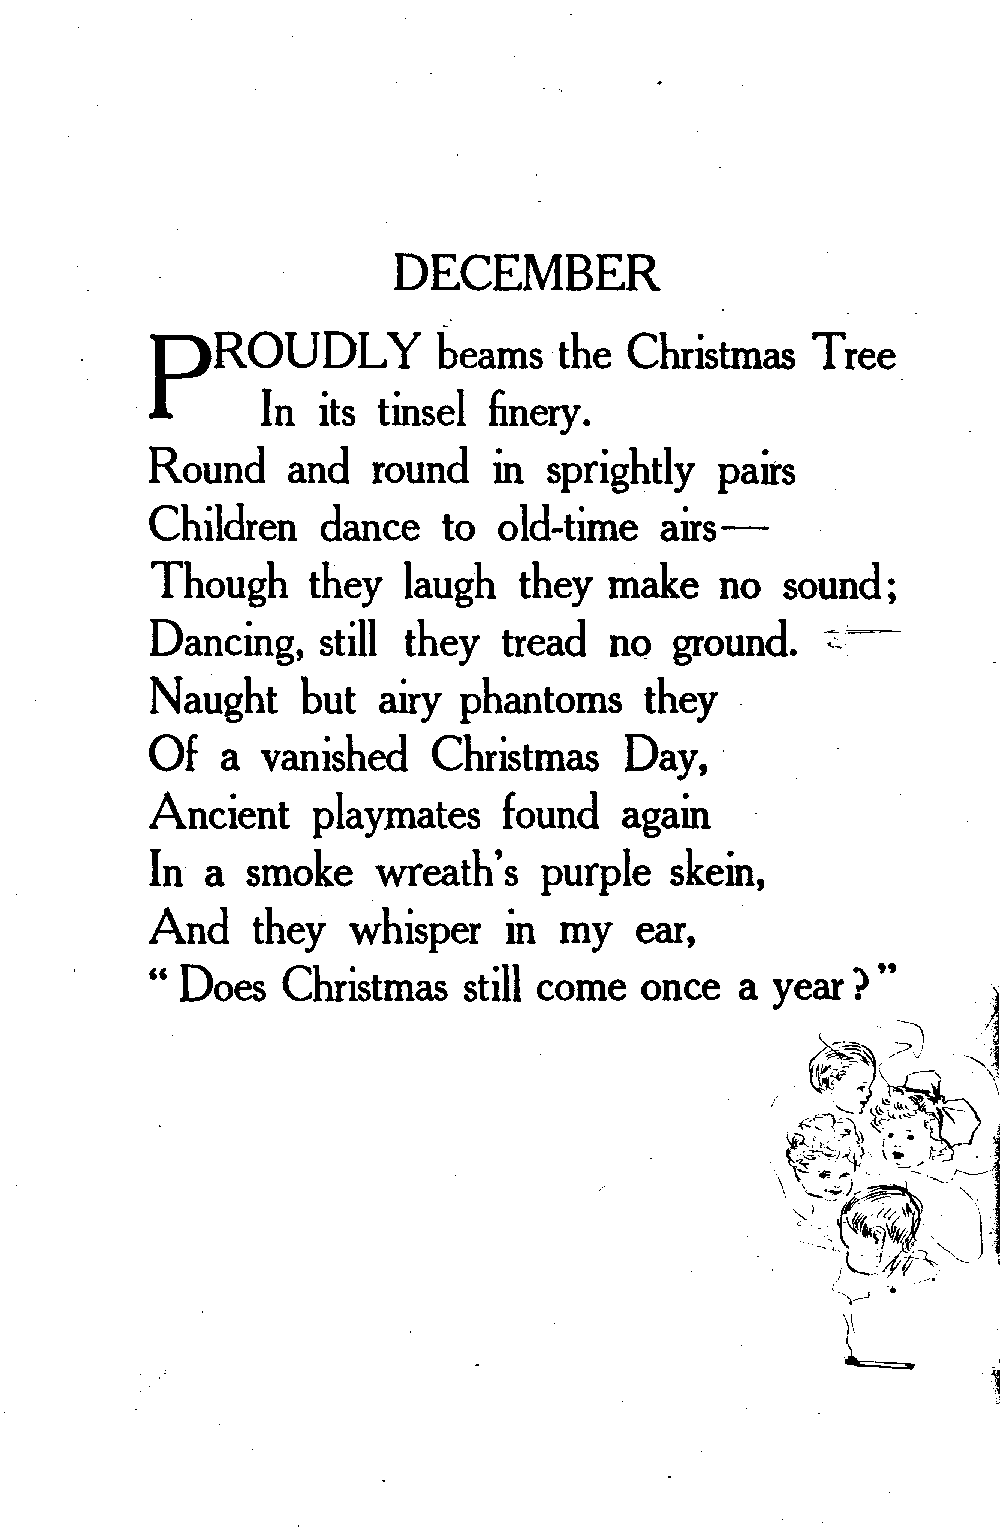 DECEMBER
PROUDLY beams the Christmas Tree
In its tinsel finery.
Round and round in sprightly pairs
Children dance to old-time airs—
Though they laugh they make no sound;
Dancing, still they tread no ground.
Naught but airy phantoms they
Of a vanished Christmas Day,
Ancient playmates found again
In a smoke wreath's purple skein,
And they whisper in my ear,
“Does Christmas still come once a year?”